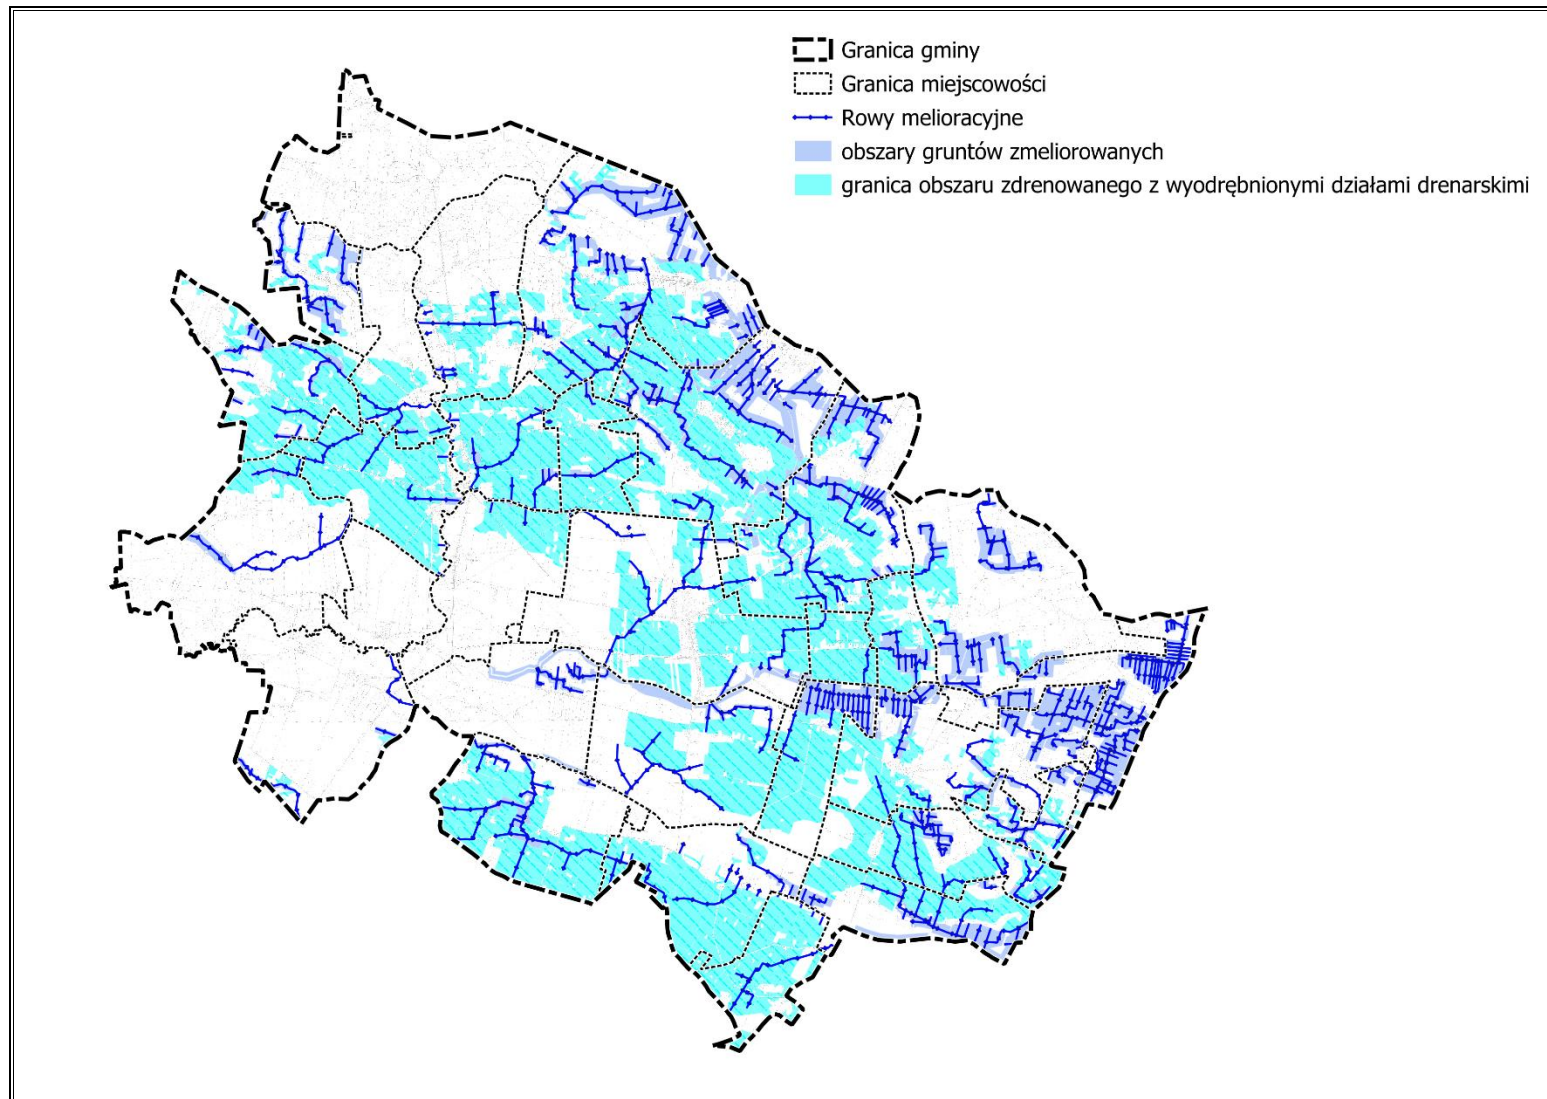 Granica gminy
Granica miejscowości
Rowy melioracyjne
obszary gruntów zmeliorowanych
granica obszaru zdrenowanego z wyodrębnionymi działami drenarskimi